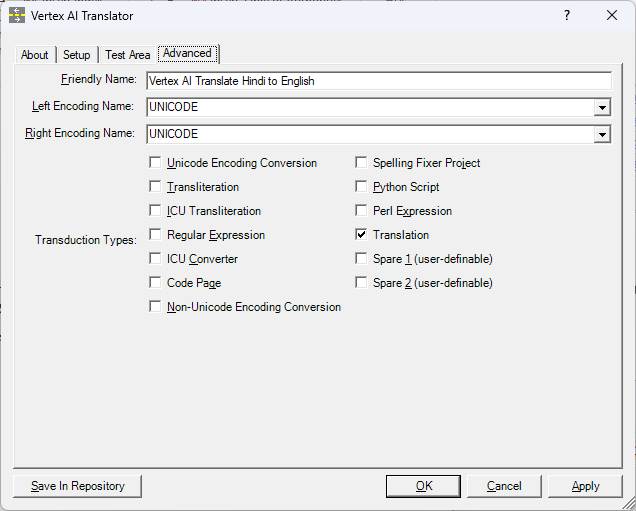 Vertex AI Translator
?
About Setup Test Area Advanced
Friendly Name: Vertex AI Translate Hindi to English
Left Encoding Name: UNICODE
Right Encoding Name: UNICODE
Unicode Encoding Conversion Spelling Fixer Project
Transliteration Python Script
ICU Transliteration Perl Expression
Transduction Types: Regular Expression Translation
ICU Converter Spare 1 (user-definable)
Code Page Spare 2 (user-definable)
Non-Unicode Encoding Conversion
Save In Repository OK Cancel Apply